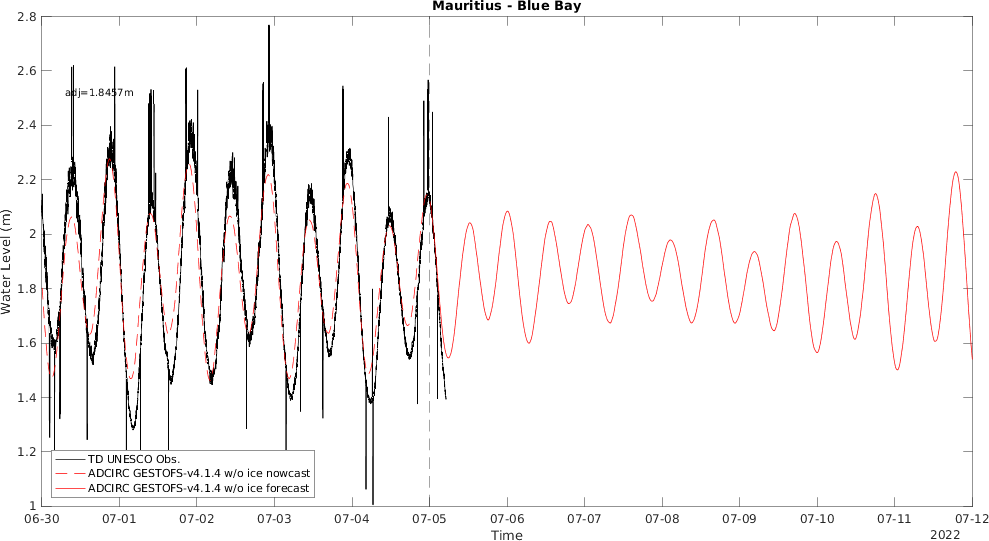 Mauritius - Blue Bay
2.8
2.6
adj=1.8457m
2.4
2.2
2
Water Level (m)
1.8
1.6
1.4
1.2
TD UNESCO Obs.
ADCIRC GESTOFS-v4.1.4 w/o ice nowcast
ADCIRC GESTOFS-v4.1.4 w/o ice forecast
1
06-30 07-01 07-02 07-03 07-04 07-05 07-06 07-07 07-08 07-09 07-10 07-11 07-12
Time
2022